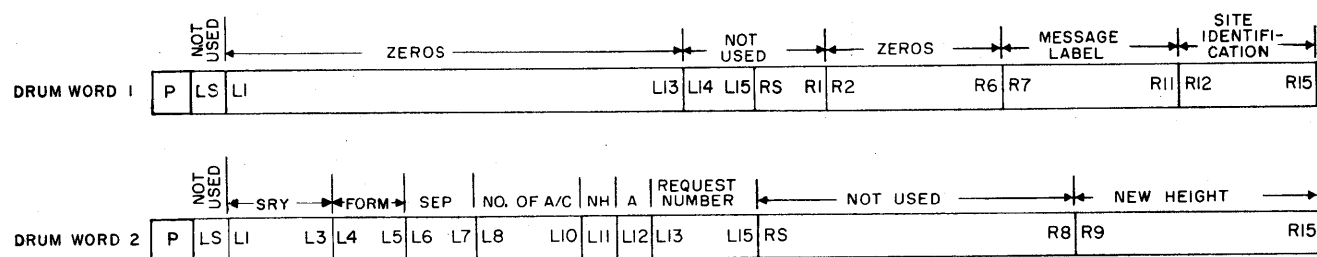 NOT USED
ZEROS
NOT USED
ZEROS
MESSAGE LABEL
SITE IDENTIFI-CATION
DRUM WORD 1 P LS L1 L13 L14 L15 RS R1 R2 R6 R7 R11 R12 R15
NOT USED
SRY
FORM
SEP
NO. OF A/C
NH
A
REQUEST NUMBER
NOT USED
NEW HEIGHT
DRUM WORD 2 P LS L1 L3 L4 L5 L6 L7 L8 L10 L11 L12 L13 L15 RS R8 R9 R15